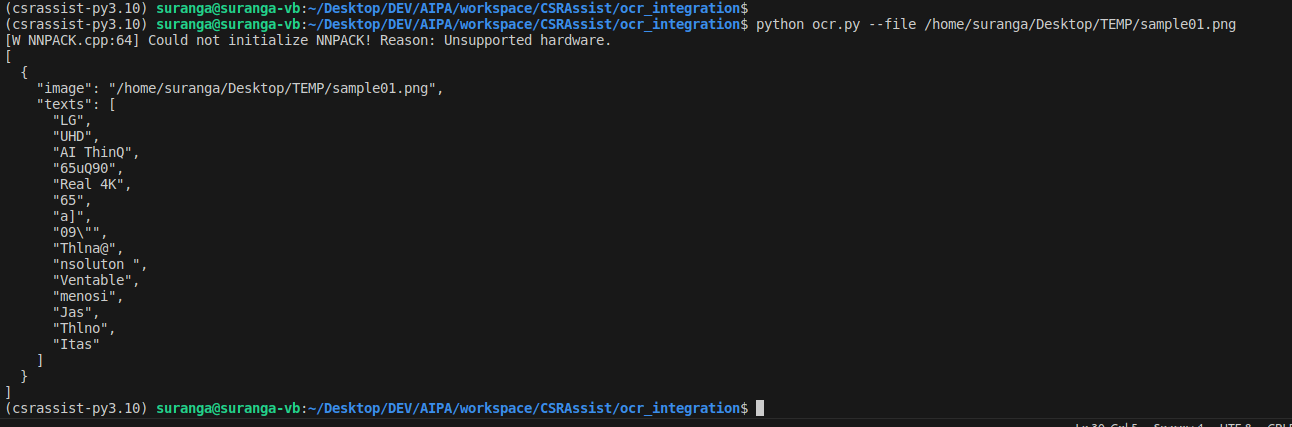 (csrassist-py3.10) suranga@suranga-vb:~/Desktop/DEV/AIPA/workspace/CSRAssist/ocr_integration$
(csrassist-py3.10) suranga@suranga-vb:~/Desktop/DEV/AIPA/workspace/CSRAssist/ocr_integration$ python ocr.py --file /home/suranga/Desktop/TEMP/sample01.png
[W NNPACK.cpp:64] Could not initialize NNPACK! Reason: Unsupported hardware.
[
  {
    "image": "/home/suranga/Desktop/TEMP/sample01.png",
    "texts": [
      "LG",
      "UHD",
      "AI ThinQ",
      "65uQ90",
      "Real 4K",
      "65",
      "a]",
      "09\"",
      "Thlna@",
      "nsoluton ",
      "Ventable",
      "menosi",
      "Jas",
      "Thlno",
      "Itas"
    ]
  }
]
(csrassist-py3.10) suranga@suranga-vb:~/Desktop/DEV/AIPA/workspace/CSRAssist/ocr_integration$